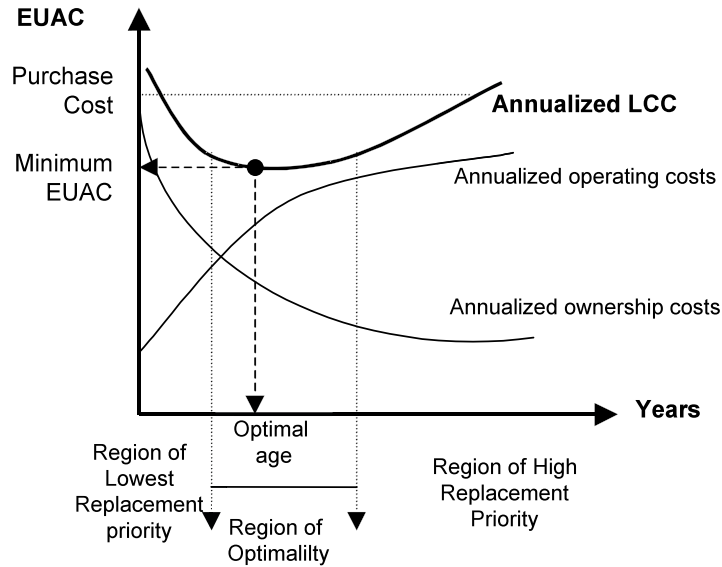 EUAC
Purchase
Cost
Annualized LCC
Minimum
EUAC
Annualized operating costs
Annualized ownership costs
Years
Optimal
age
Region of
Lowest
Replacement
priority
Region of
Optimalilty
Region of High
Replacement
Priority